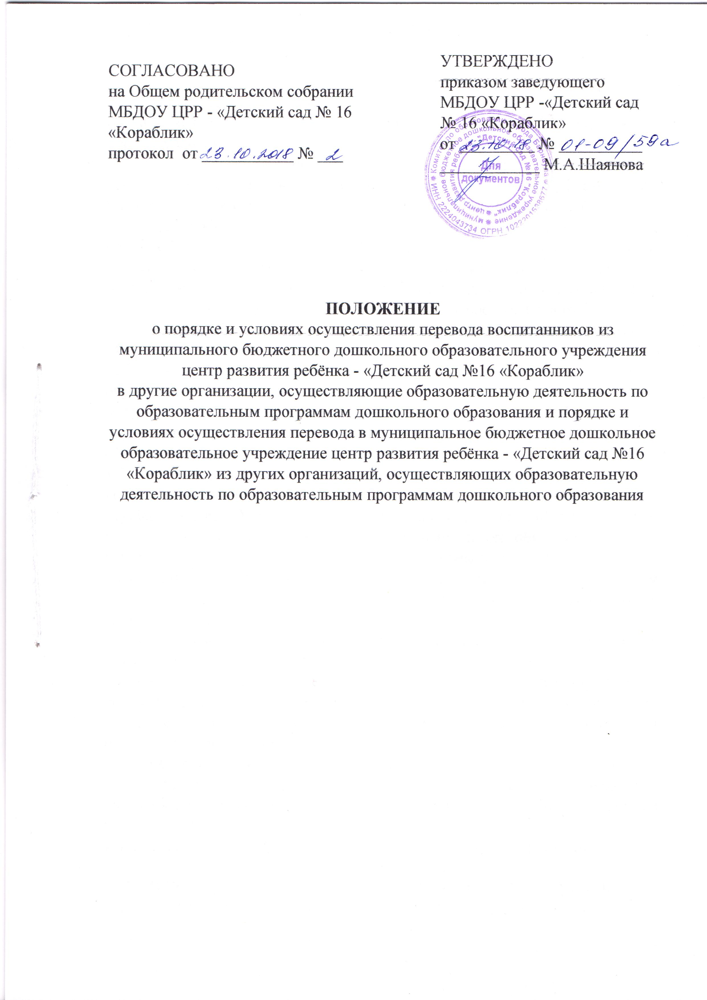 СОГЛАСОВАНО
на Общем родительском собрании
МБДОУ ЦРР - «Детский сад № 16
«Кораблик»
протокол от 23.10.2018 № 2
УТВЕРЖДЕНО
приказом заведующего
МБДОУ ЦРР -«Детский сад
№ 16 «Кораблик»
от 23.10.18 № 01-09/59а
М.А.Шаянова
Комитет по образованию города Барнаула
ИНН 2224043734 ОГРН
муниципальное бюджетное дошкольное образовательное учреждение
центр развития ребенка - "Детский сад № 16 "Кораблик"
Для
документов
ПОЛОЖЕНИЕ
о порядке и условиях осуществления перевода воспитанников из
муниципального бюджетного дошкольного образовательного учреждения
центр развития ребёнка - «Детский сад №16 «Кораблик»
в другие организации, осуществляющие образовательную деятельность по
образовательным программам дошкольного образования и порядке и
условиях осуществления перевода в муниципальное бюджетное дошкольное
образовательное учреждение центр развития ребёнка - «Детский сад №16
«Кораблик» из других организаций, осуществляющих образовательную
деятельность по образовательным программам дошкольного образования